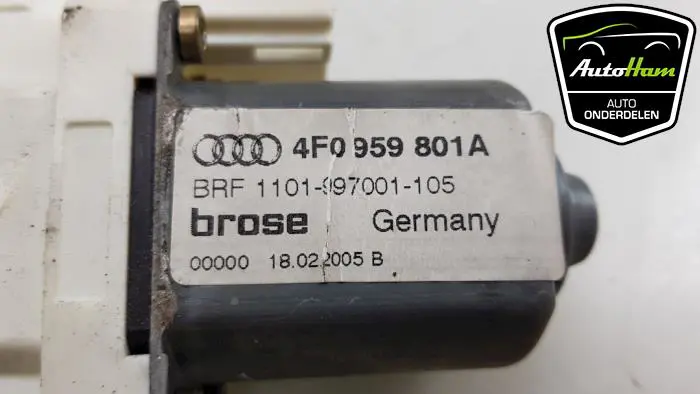 4F0 959 801A
BRF 1101-997001-105
brose Germany
00000 18.02.2005 B
AutoHam
AUTO
ONDERDELEN